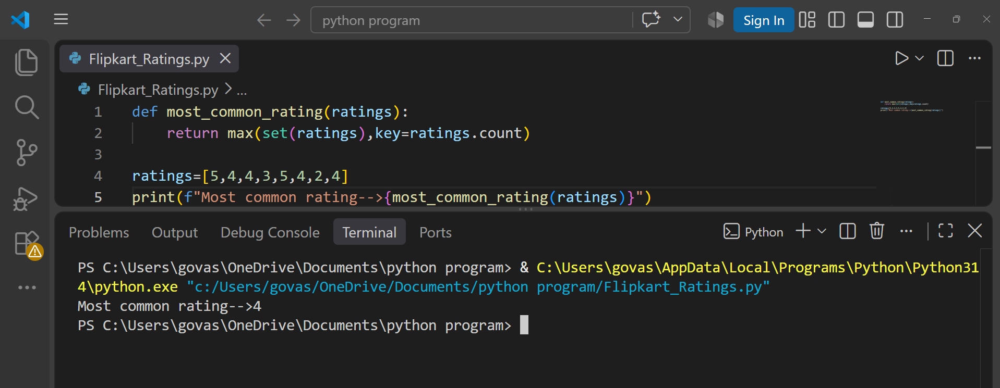 python program
Sign In
Flipkart_Ratings.py
Flipkart_Ratings.py > ...
1 def most_common_rating(ratings):
2     return max(set(ratings),key=ratings.count)
3
4 ratings=[5,4,4,3,5,4,2,4]
5 print(f"Most common rating-->{most_common_rating(ratings)}")
Problems Output Debug Console Terminal Ports Python
PS C:\Users\govas\OneDrive\Documents\python program> & C:\Users\govas\AppData\Local\Programs\Python\Python31
4\python.exe "c:/Users/govas/OneDrive/Documents/python program/Flipkart_Ratings.py"
Most common rating-->4
PS C:\Users\govas\OneDrive\Documents\python program>